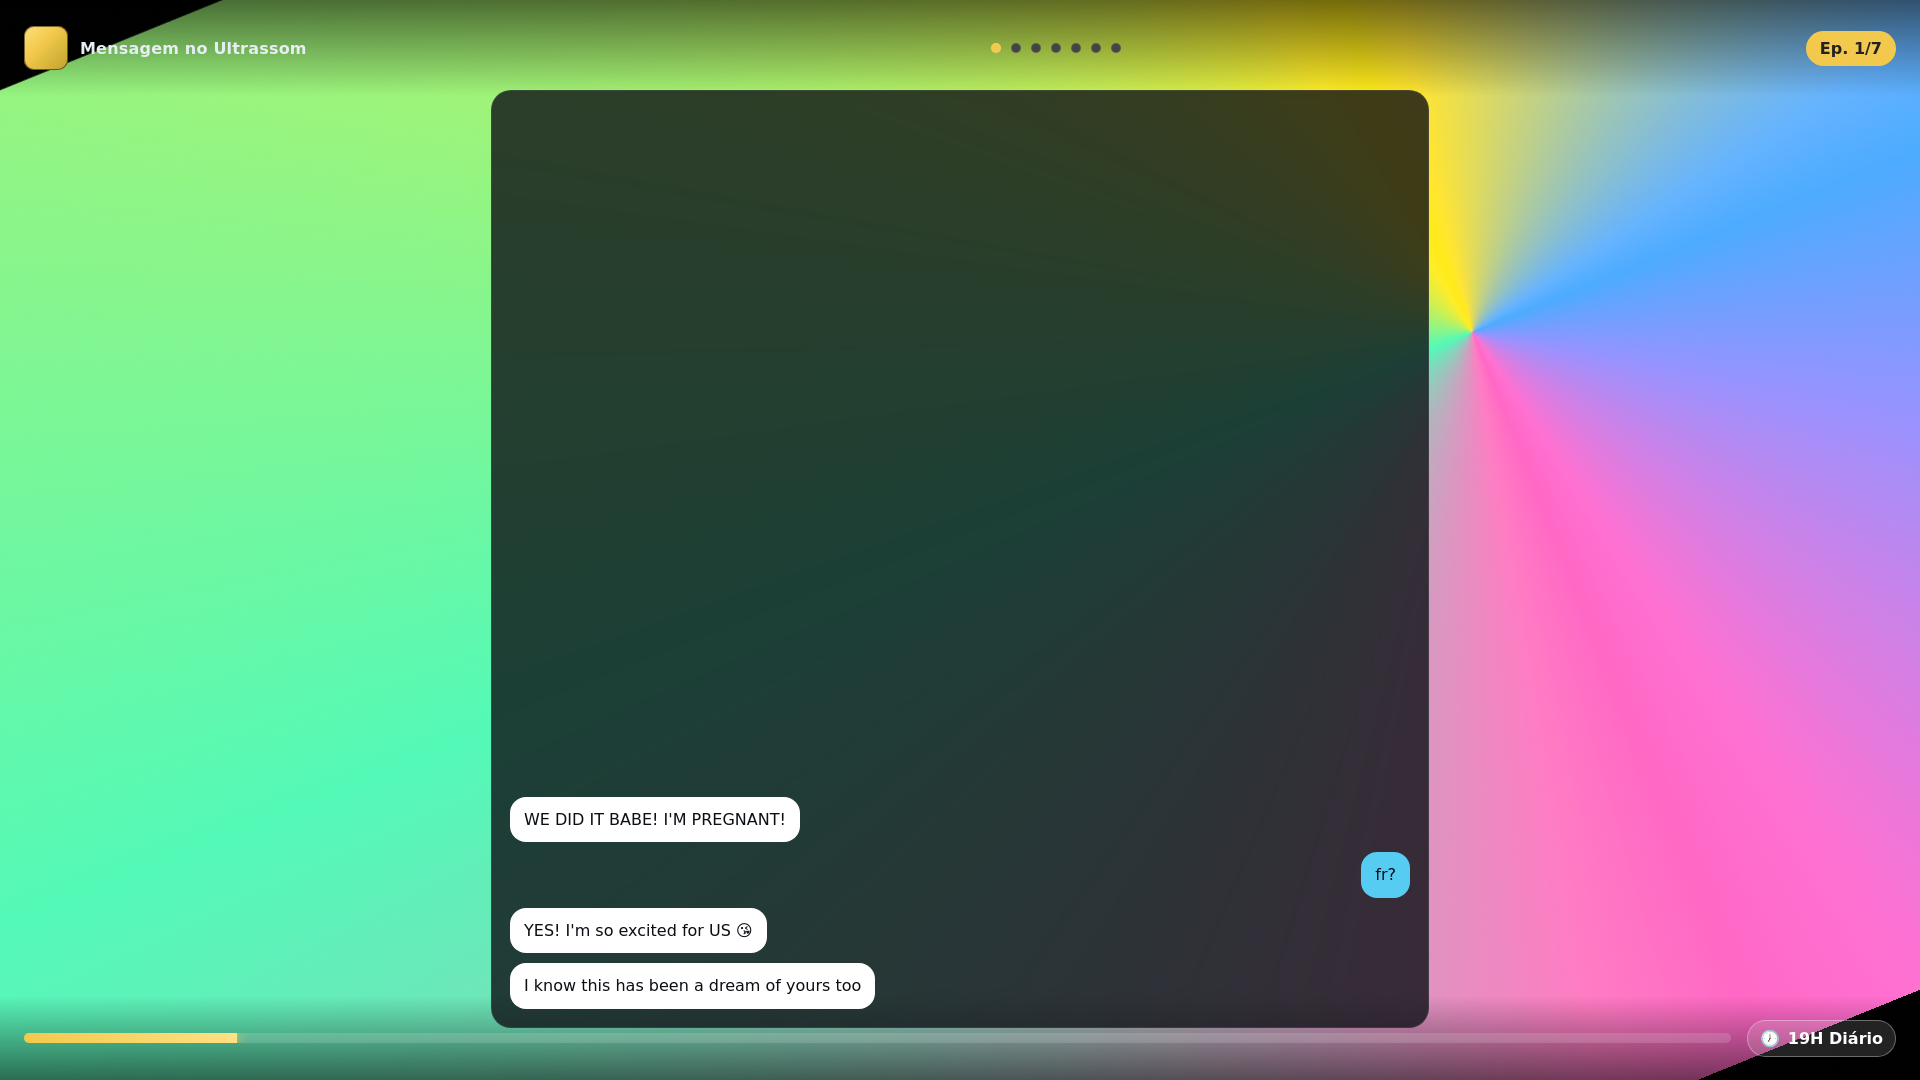 Mensagem no Ultrassom
Ep. 1/7
WE DID IT BABE! I'M PREGNANT!
fr?
YES! I'm so excited for US 😘
I know this has been a dream of yours too
🕖 19H Diário